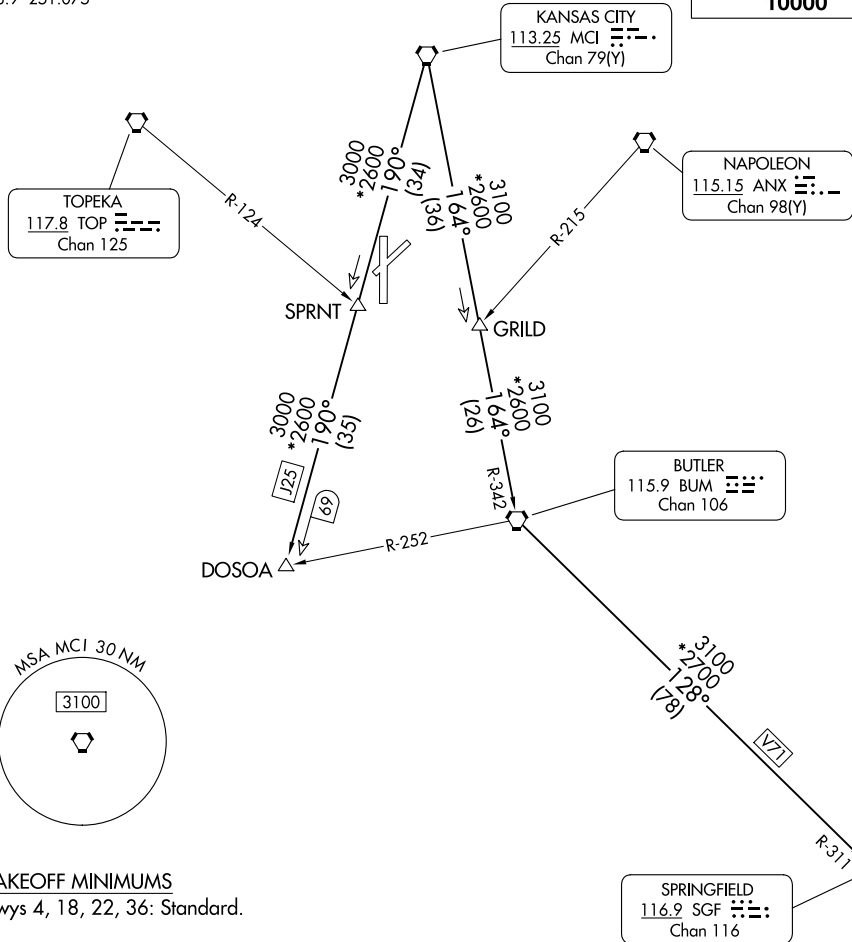 10000
KANSAS CITY
113.25 MCI
Chan 79(Y)
TOPEKA
117.8 TOP
Chan 125
NAPOLEON
115.15 ANX
Chan 98(Y)
R-124
R-215
3000
*2600
190°
(34)
3100
*2600
164°
(36)
SPRNT
GRILD
3000
*2600
190°
(35)
3100
*2600
164°
(26)
J25
69
R-342
BUTLER
115.9 BUM
Chan 106
R-252
DOSOA
MSA MCI 30 NM
3100
3100
*2700
128°
(78)
V71
R-311
AKEOFF MINIMUMS
wys 4, 18, 22, 36: Standard.
SPRINGFIELD
116.9 SGF
Chan 116